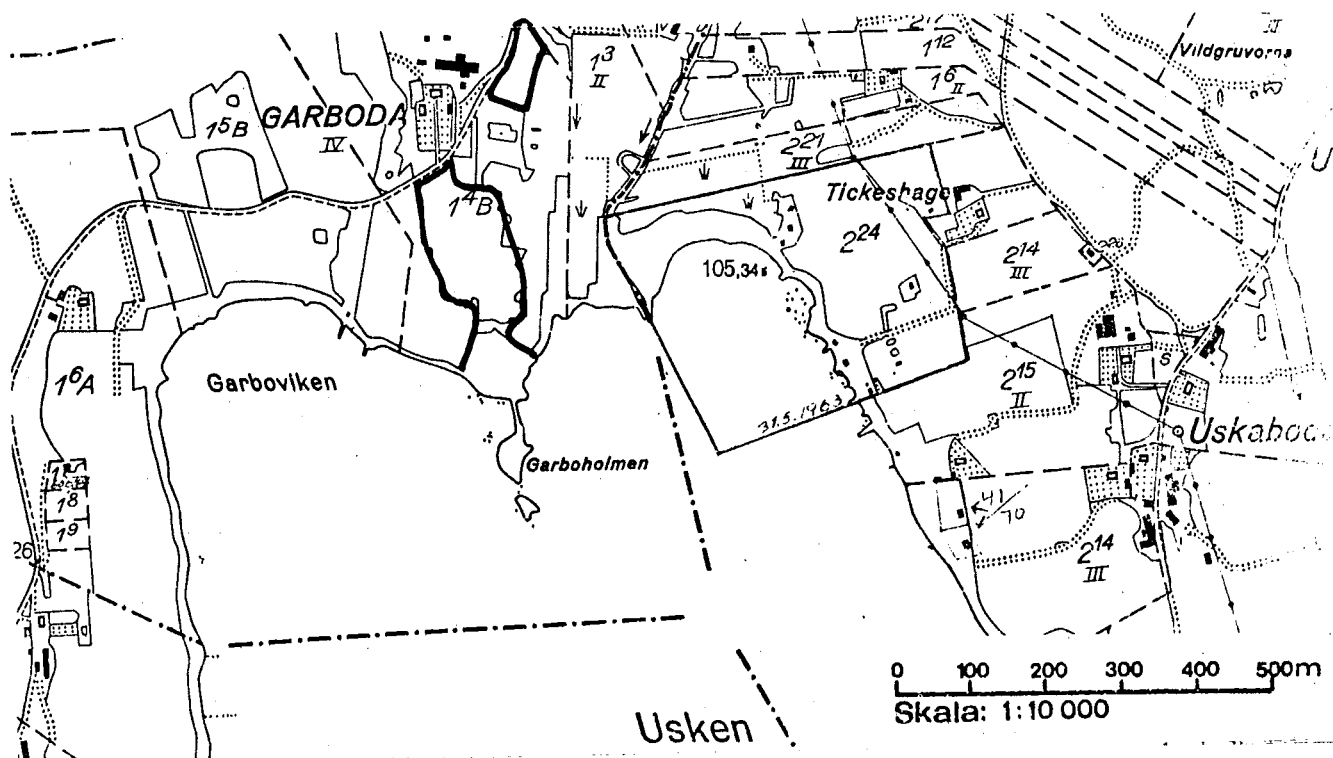 1³
II
1¹²
1⁶
II
Vildgruvorna
II
1⁵B
GARBODA
IV
1⁴B
2²¹
III
Tickeshage
2²⁴
2¹⁴
III
105,34
1⁶A
Garboviken
2¹⁵
II
S
31.5.1963
Uskaboda
Garboholmen
1⁸
1⁹
41/70
26
2¹⁴
III
0 100 200 300 400 500m
Skala: 1:10 000
Usken